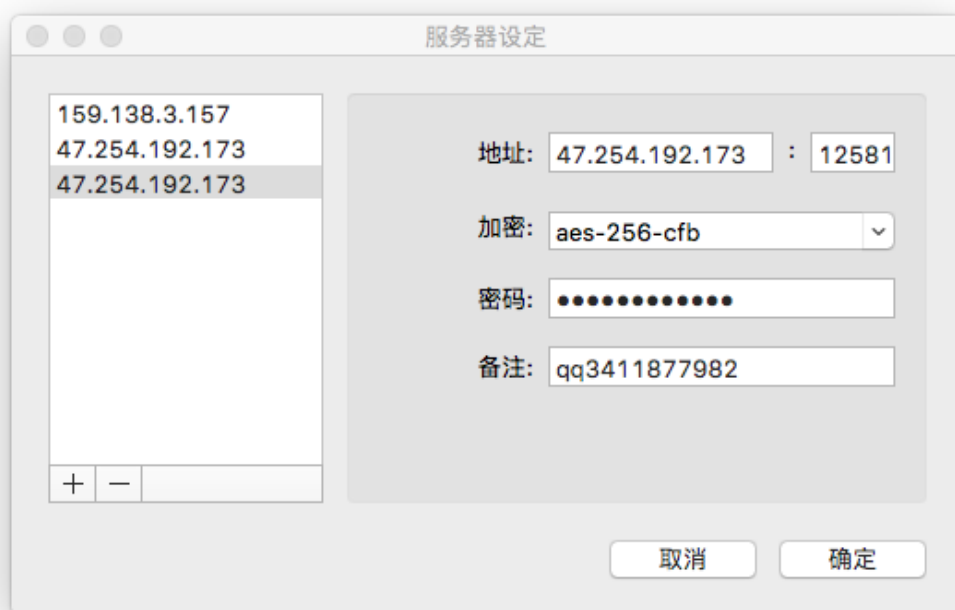 服务器设定
159.138.3.157
47.254.192.173
47.254.192.173
地址: 47.254.192.173 : 12581
加密: aes-256-cfb
密码: ●●●●●●●●●●●●
备注: qq3411877982
+ −
取消 确定